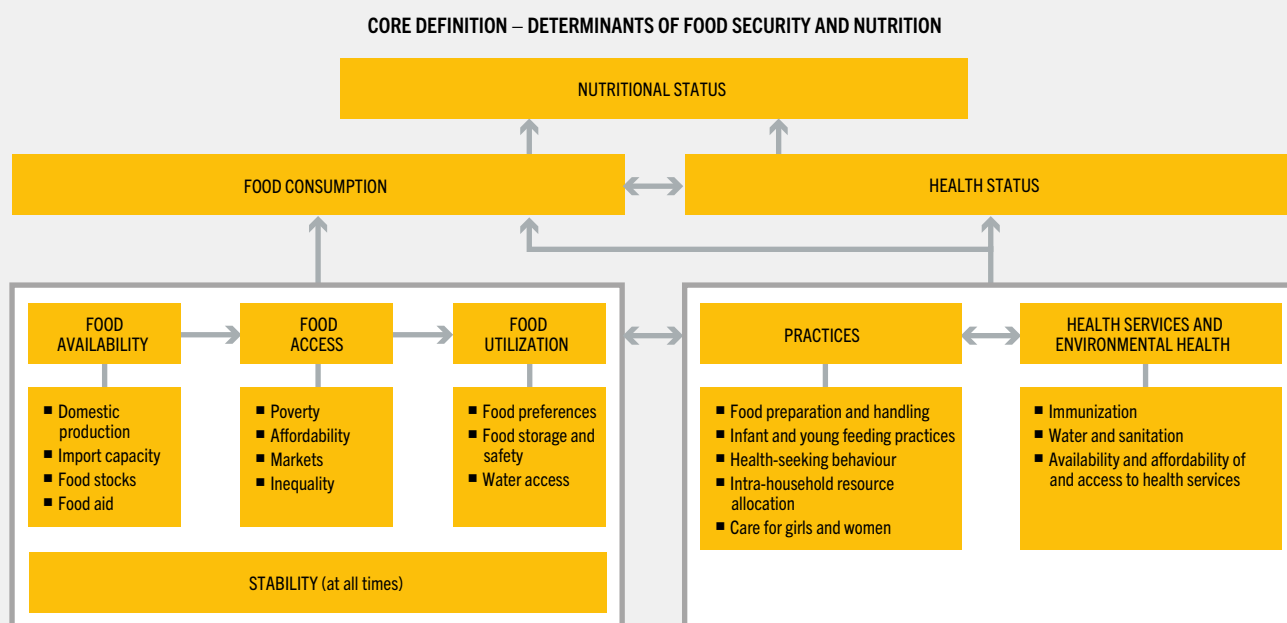 CORE DEFINITION – DETERMINANTS OF FOOD SECURITY AND NUTRITION
NUTRITIONAL STATUS
FOOD CONSUMPTION
HEALTH STATUS
FOOD
AVAILABILITY
FOOD
ACCESS
FOOD
UTILIZATION
■ Domestic
production
■ Import capacity
■ Food stocks
■ Food aid
■ Poverty
■ Affordability
■ Markets
■ Inequality
■ Food preferences
■ Food storage and
safety
■ Water access
STABILITY (at all times)
PRACTICES
HEALTH SERVICES AND
ENVIRONMENTAL HEALTH
■ Food preparation and handling
■ Infant and young feeding practices
■ Health-seeking behaviour
■ Intra-household resource
allocation
■ Care for girls and women
■ Immunization
■ Water and sanitation
■ Availability and affordability of
and access to health services